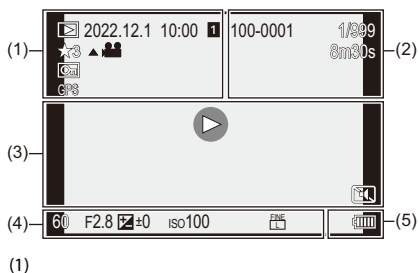 2022.12.1 10:00 1 100-0001 1/999
3 8m30s
GPS
(1)
(2)
(3)
60 F2.8 ±0 ISO100 FINE L
(4)
(5)
(1)